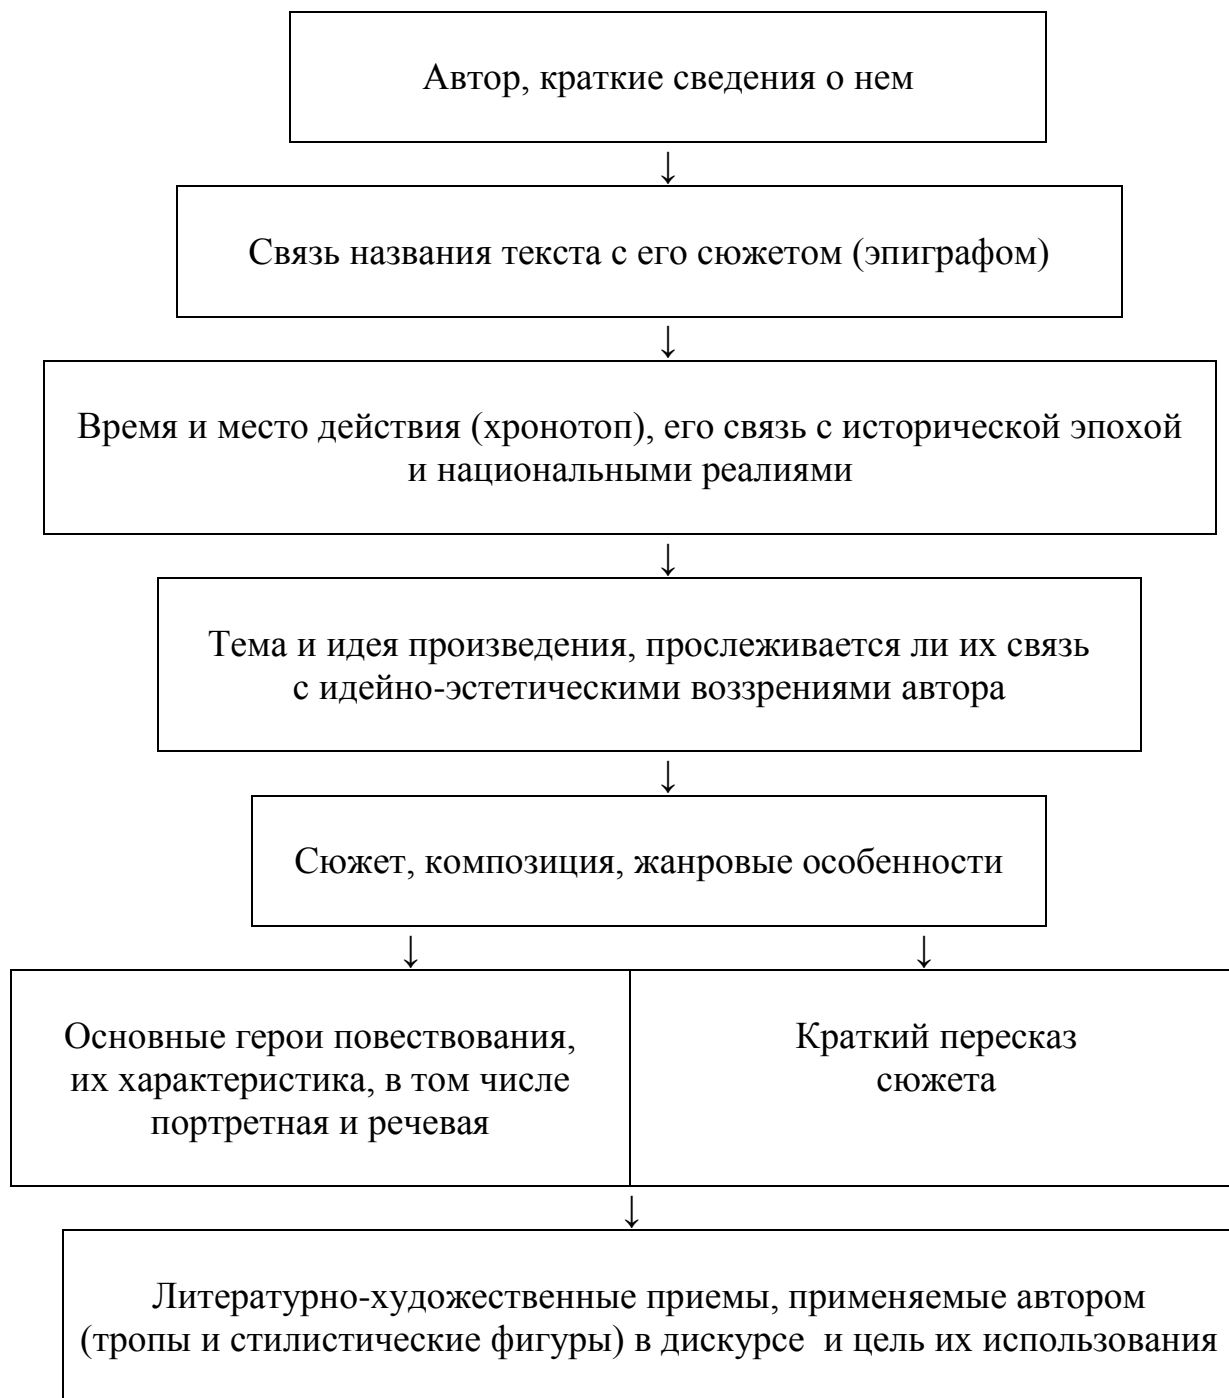 Автор, краткие сведения о нем
↓
Связь названия текста с его сюжетом (эпиграфом)
↓
Время и место действия (хронотоп), его связь с исторической эпохой
и национальными реалиями
↓
Тема и идея произведения, прослеживается ли их связь
с идейно-эстетическими воззрениями автора
↓
Сюжет, композиция, жанровые особенности
↓ ↓
Основные герои повествования,
их характеристика, в том числе
портретная и речевая
Краткий пересказ
сюжета
↓
Литературно-художественные приемы, применяемые автором
(тропы и стилистические фигуры) в дискурсе и цель их использования